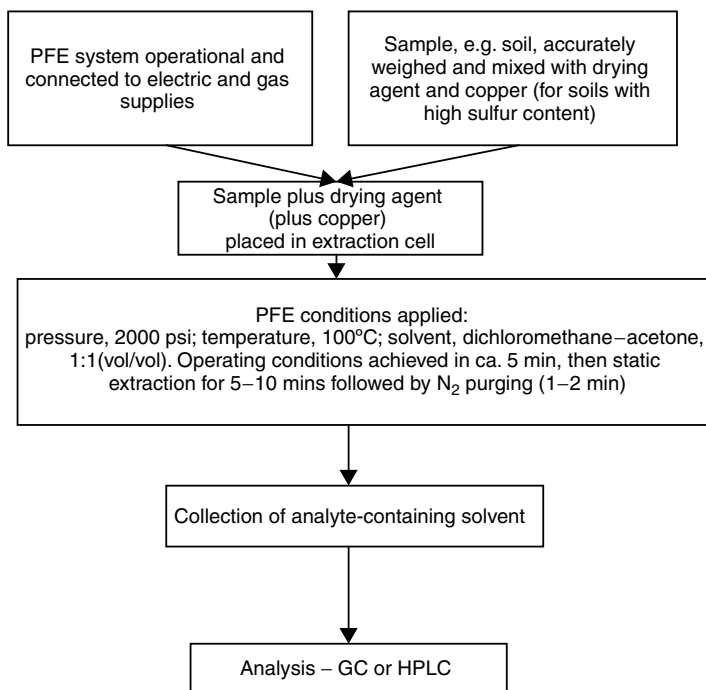 PFE system operational and
connected to electric and gas
supplies
Sample, e.g. soil, accurately
weighed and mixed with drying
agent and copper (for soils with
high sulfur content)
Sample plus drying agent
(plus copper)
placed in extraction cell
PFE conditions applied:
pressure, 2000 psi; temperature, 100ºC; solvent, dichloromethane–acetone,
1:1(vol/vol). Operating conditions achieved in ca. 5 min, then static
extraction for 5–10 mins followed by N₂ purging (1–2 min)
Collection of analyte-containing solvent
Analysis – GC or HPLC